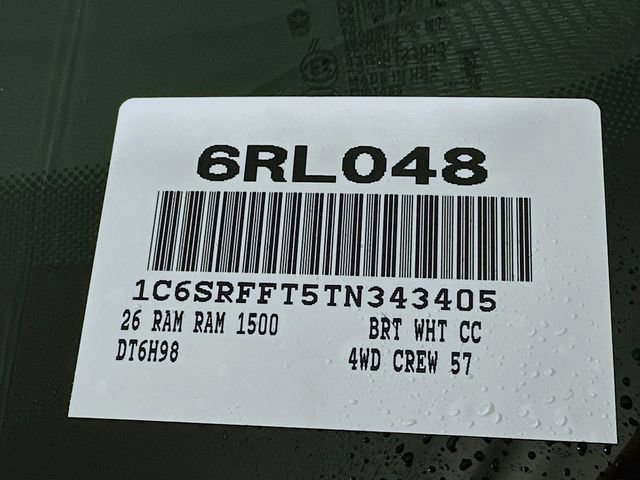 6RL048
1C6SRFFT5TN343405
26 RAM RAM 1500 BRT WHT CC
DT6H98 4WD CREW 57